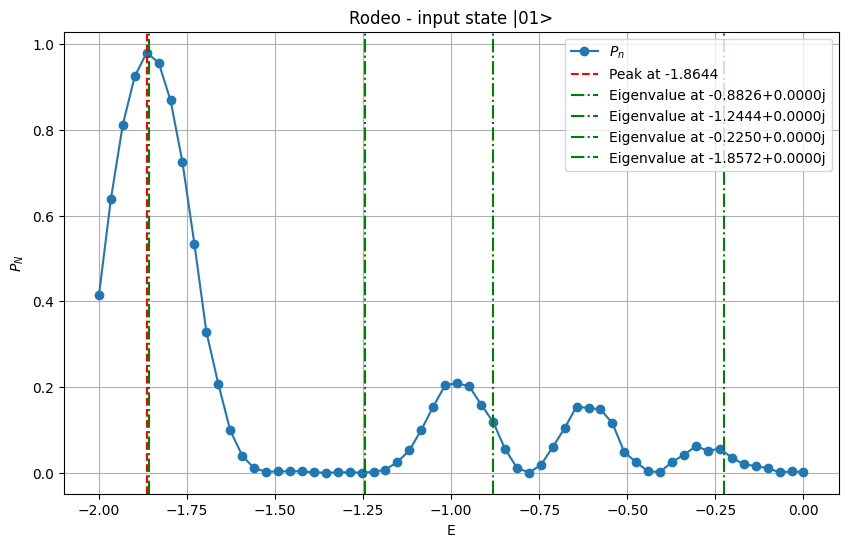 Rodeo - input state |01>
P_n
Peak at -1.8644
Eigenvalue at -0.8826+0.0000j
Eigenvalue at -1.2444+0.0000j
Eigenvalue at -0.2250+0.0000j
Eigenvalue at -1.8572+0.0000j
1.0
0.8
0.6
0.4
0.2
0.0
P_N
−2.00 −1.75 −1.50 −1.25 −1.00 −0.75 −0.50 −0.25 0.00
E